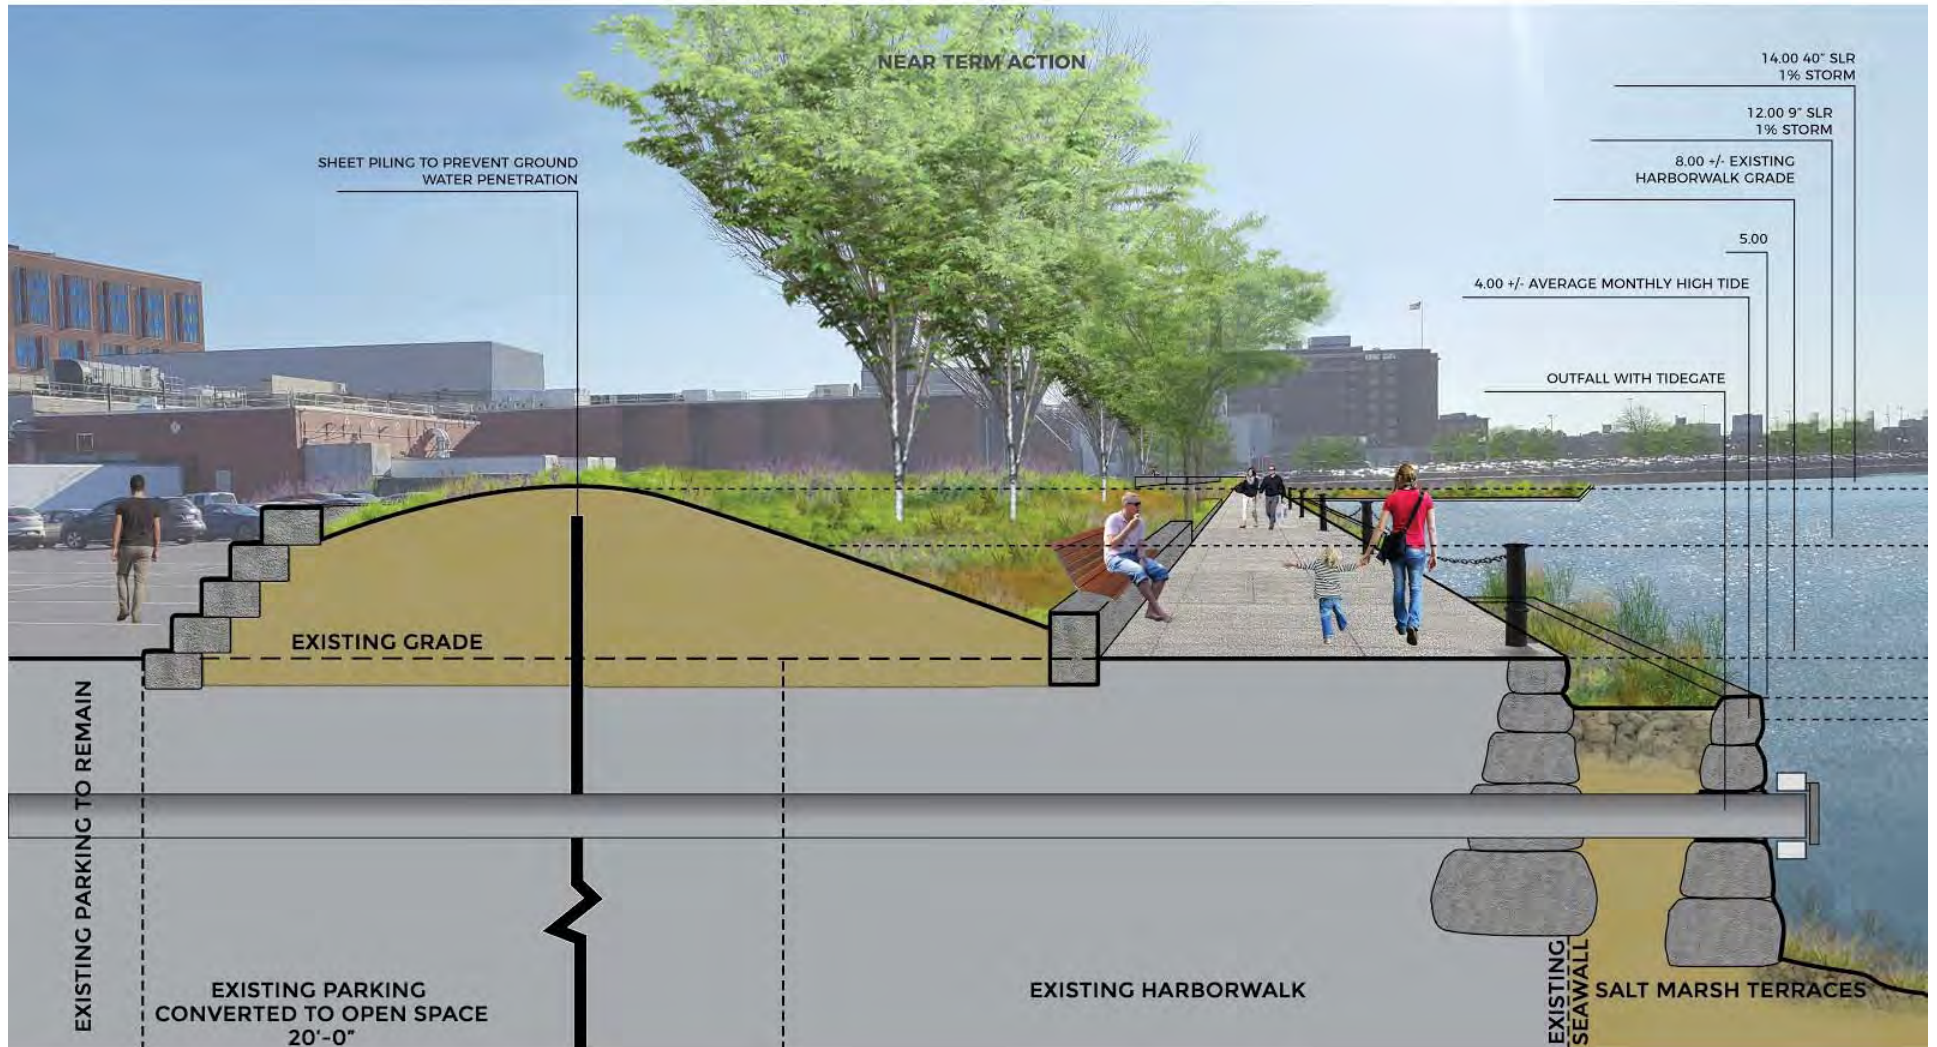 NEAR TERM ACTION
14.00 40" SLR
1% STORM
12.00 9" SLR
1% STORM
8.00 +/- EXISTING
HARBORWALK GRADE
5.00
4.00 +/- AVERAGE MONTHLY HIGH TIDE
OUTFALL WITH TIDEGATE
SHEET PILING TO PREVENT GROUND
WATER PENETRATION
EXISTING GRADE
EXISTING PARKING TO REMAIN
EXISTING PARKING
CONVERTED TO OPEN SPACE
20'-0"
EXISTING HARBORWALK
EXISTING
SEAWALL
SALT MARSH TERRACES